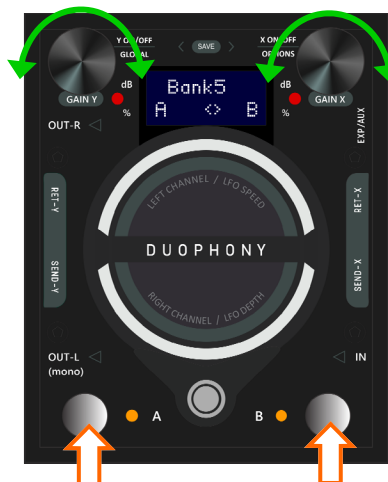 Y ON/OFF
GLOBAL
SAVE
X ON/OFF
OPTIONS
dB
%
GAIN Y
Bank5
A <> B
dB
%
GAIN X
OUT-R
EXP/AUX
RET-Y
SEND-Y
LEFT CHANNEL / LFO SPEED
DUOPHONY
RIGHT CHANNEL / LFO DEPTH
RET-X
SEND-X
OUT-L
(mono)
IN
A
B